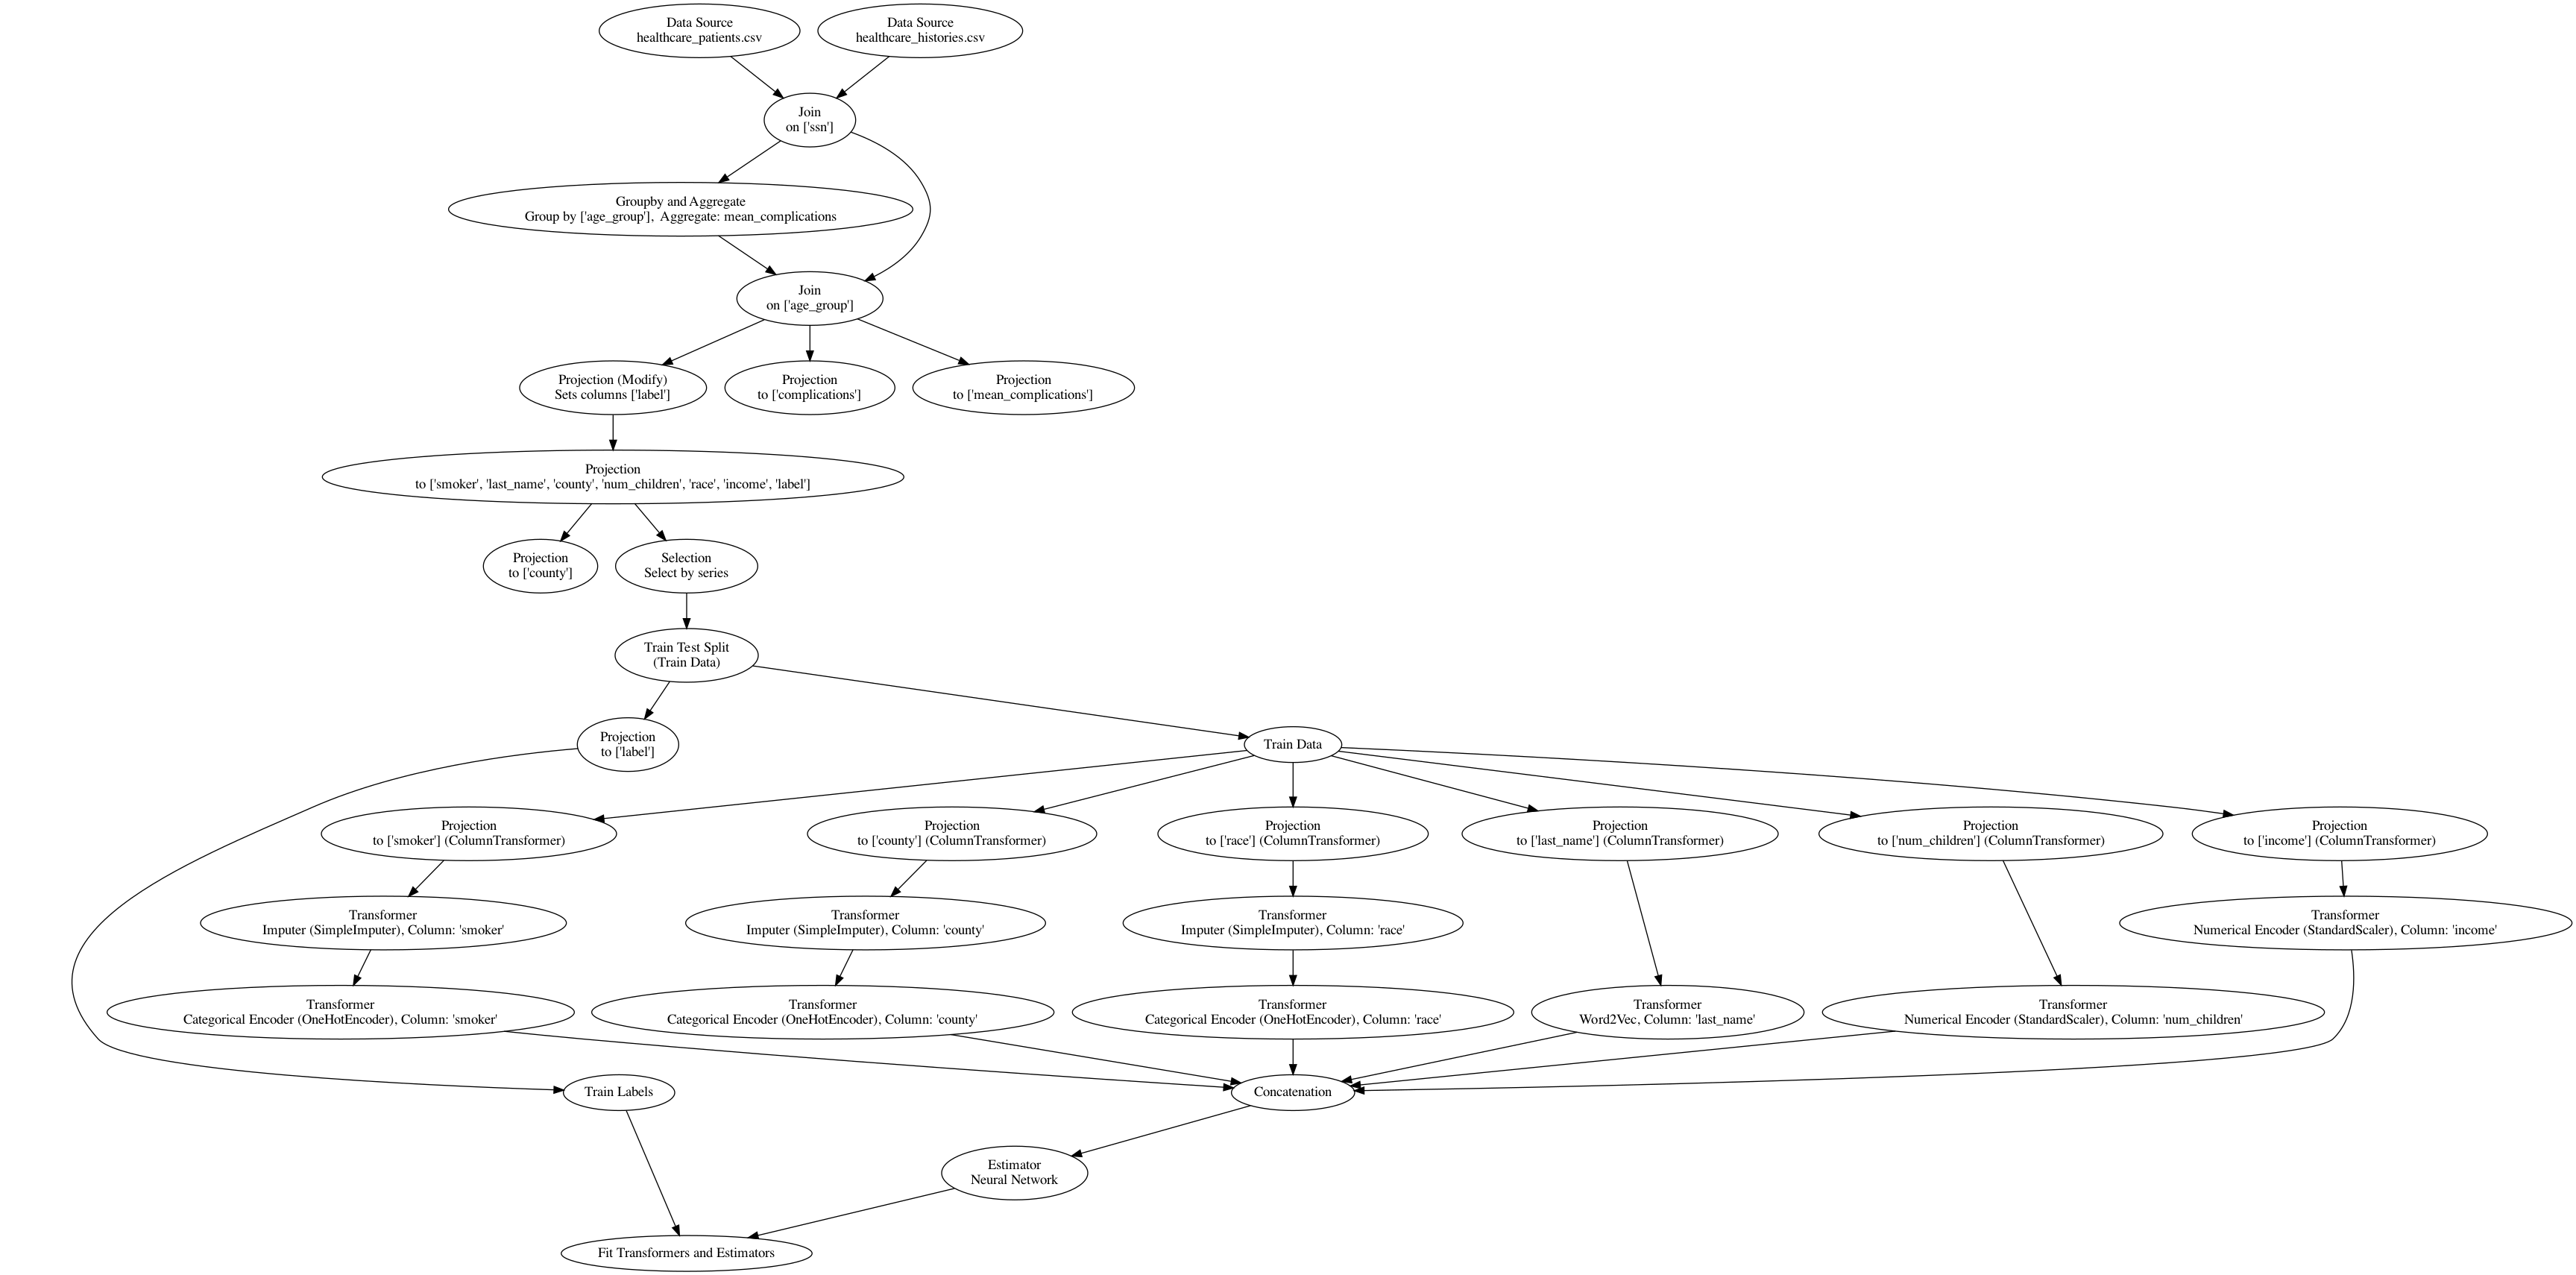 Data Source
healthcare_patients.csv
Data Source
healthcare_histories.csv
Join
on ['ssn']
Groupby and Aggregate
Group by ['age_group'], Aggregate: mean_complications
Join
on ['age_group']
Projection (Modify)
Sets columns ['label']
Projection
to ['complications']
Projection
to ['mean_complications']
Projection
to ['smoker', 'last_name', 'county', 'num_children', 'race', 'income', 'label']
Projection
to ['county']
Selection
Select by series
Train Test Split
(Train Data)
Projection
to ['label']
Train Data
Projection
to ['smoker'] (ColumnTransformer)
Projection
to ['county'] (ColumnTransformer)
Projection
to ['race'] (ColumnTransformer)
Projection
to ['last_name'] (ColumnTransformer)
Projection
to ['num_children'] (ColumnTransformer)
Projection
to ['income'] (ColumnTransformer)
Transformer
Imputer (SimpleImputer), Column: 'smoker'
Transformer
Imputer (SimpleImputer), Column: 'county'
Transformer
Imputer (SimpleImputer), Column: 'race'
Transformer
Numerical Encoder (StandardScaler), Column: 'income'
Transformer
Categorical Encoder (OneHotEncoder), Column: 'smoker'
Transformer
Categorical Encoder (OneHotEncoder), Column: 'county'
Transformer
Categorical Encoder (OneHotEncoder), Column: 'race'
Transformer
Word2Vec, Column: 'last_name'
Transformer
Numerical Encoder (StandardScaler), Column: 'num_children'
Train Labels
Concatenation
Estimator
Neural Network
Fit Transformers and Estimators